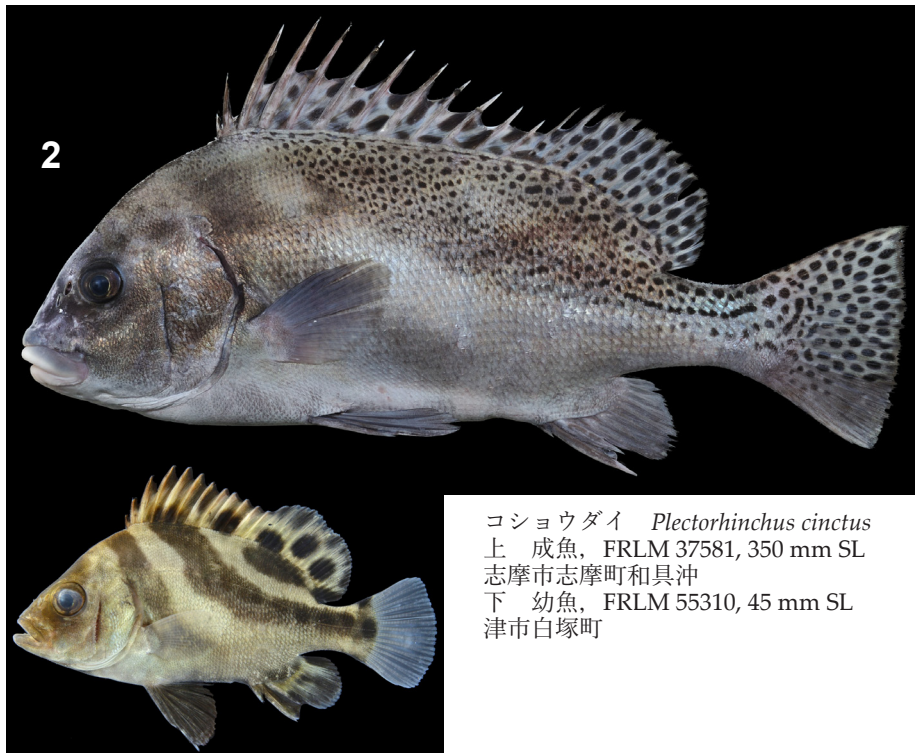 2
コショウダイ Plectorhinchus cinctus
上 成魚, FRLM 37581, 350 mm SL
志摩市志摩町和具沖
下 幼魚, FRLM 55310, 45 mm SL
津市白塚町